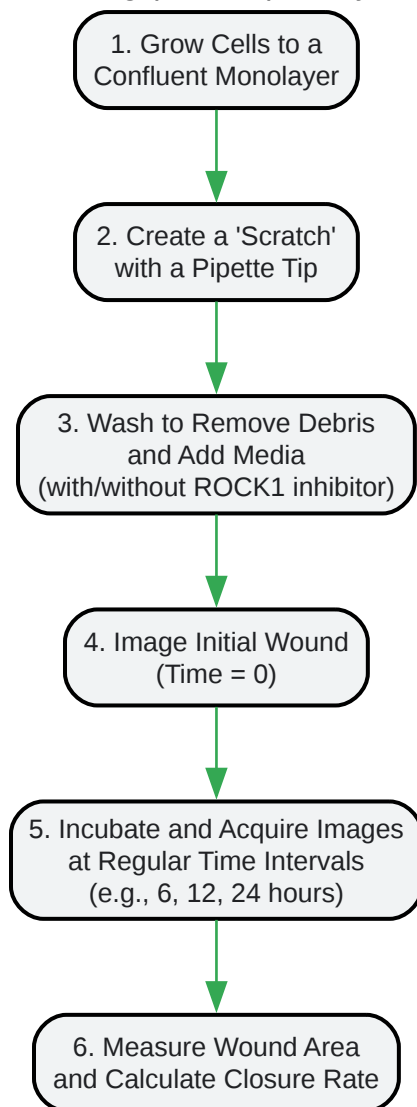 1. Grow Cells to a
Confluent Monolayer
2. Create a 'Scratch'
with a Pipette Tip
3. Wash to Remove Debris
and Add Media
(with/without ROCK1 inhibitor)
4. Image Initial Wound
(Time = 0)
5. Incubate and Acquire Images
at Regular Time Intervals
(e.g., 6, 12, 24 hours)
6. Measure Wound Area
and Calculate Closure Rate